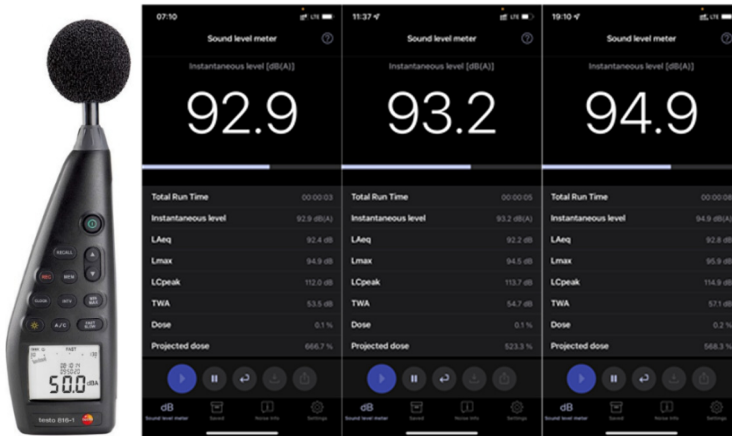 RECALL
REC
MEM
A/C
FAST
50.0 dBA
testo 816-1
07:10
LTE
Sound level meter
?
Instantaneous level [dB(A)]
92.9
Total Run Time 00:00:03
Instantaneous level 92.9 dB(A)
LAeq 92.4 dB
Lmax 94.9 dB
LCpeak 112.0 dB
TWA 53.5 dB
Dose 0.1 %
Projected dose 666.7 %
dB
Sound level meter
Saved
Noise Info
Settings
11:37
LTE
Sound level meter
?
Instantaneous level [dB(A)]
93.2
Total Run Time 00:00:05
Instantaneous level 93.2 dB(A)
LAeq 92.2 dB
Lmax 94.5 dB
LCpeak 113.7 dB
TWA 54.7 dB
Dose 0.1 %
Projected dose 523.3 %
dB
Sound level meter
Saved
Noise Info
Settings
19:10
LTE
Sound level meter
?
Instantaneous level [dB(A)]
94.9
Total Run Time 00:00:08
Instantaneous level 94.9 dB(A)
LAeq 92.8 dB
Lmax 95.9 dB
LCpeak 114.9 dB
TWA 57.1 dB
Dose 0.2 %
Projected dose 568.3 %
dB
Sound level meter
Saved
Noise Info
Settings